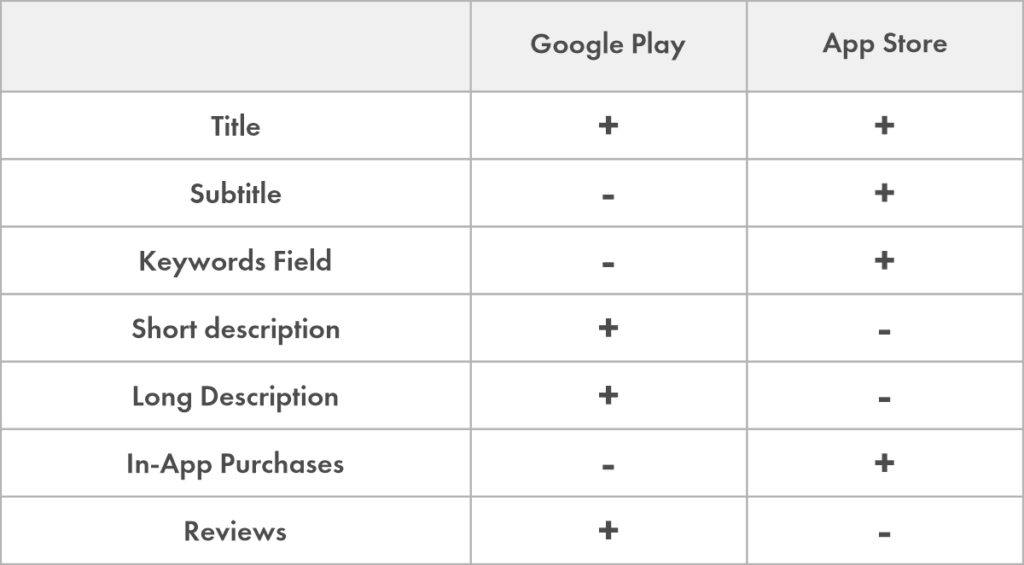 Google Play App Store
Title + +
Subtitle - +
Keywords Field - +
Short description + -
Long Description + -
In-App Purchases - +
Reviews + -